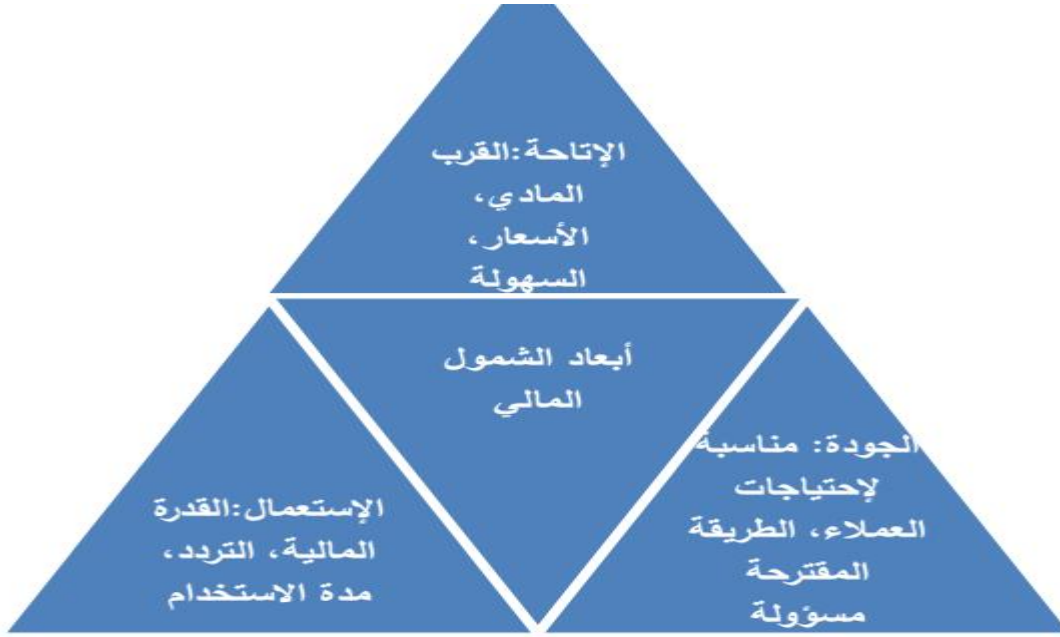 الإتاحة:القرب
المادي،
الأسعار،
السهولة
أبعاد الشمول
المالي
الجودة: مناسبة
لإحتياجات
العملاء، الطريقة
المقترحة
مسؤولة
الإستعمال:القدرة
المالية، التردد،
مدة الاستخدام